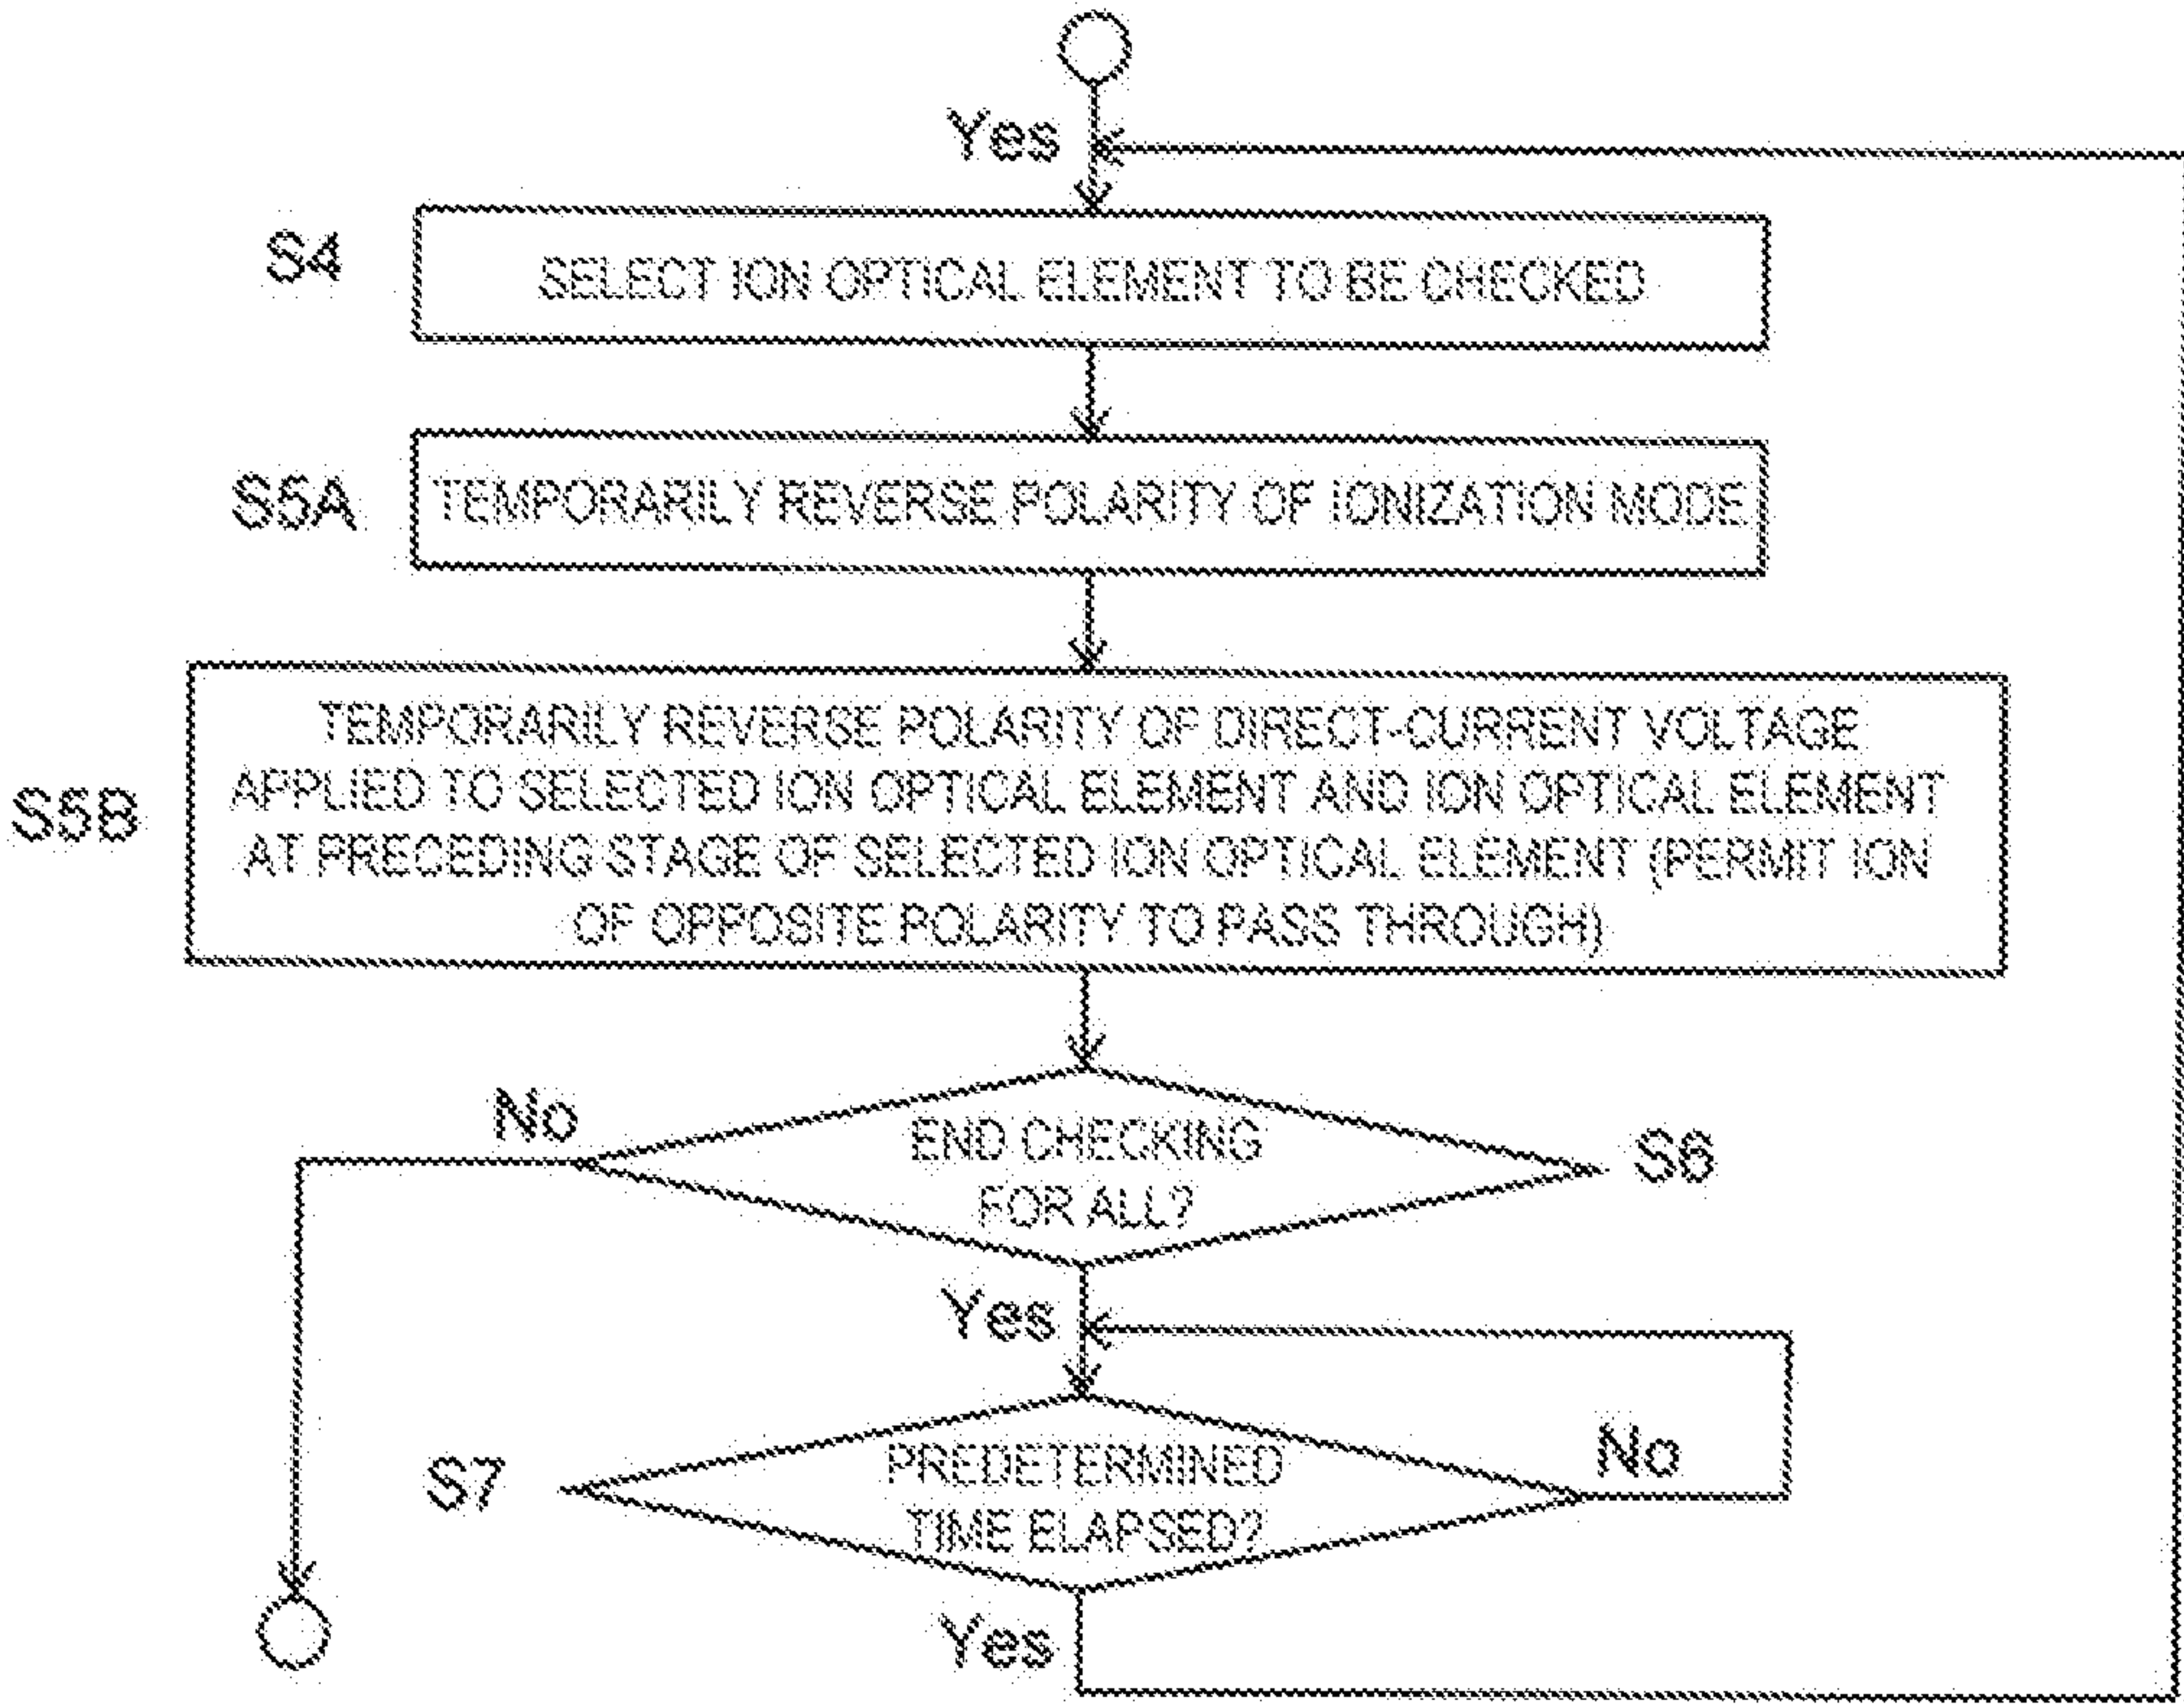 Yes
S4
SELECT ION OPTICAL ELEMENT TO BE CHECKED
S5A
TEMPORARILY REVERSE POLARITY OF IONIZATION MODE
S5B
TEMPORARILY REVERSE POLARITY OF DIRECT-CURRENT VOLTAGE
APPLIED TO SELECTED ION OPTICAL ELEMENT AND ION OPTICAL ELEMENT
AT PRECEDING STAGE OF SELECTED ION OPTICAL ELEMENT (PERMIT ION
OF OPPOSITE POLARITY TO PASS THROUGH)
No
END CHECKING
FOR ALL?
S6
Yes
S7
PREDETERMINED
TIME ELAPSED?
No
Yes